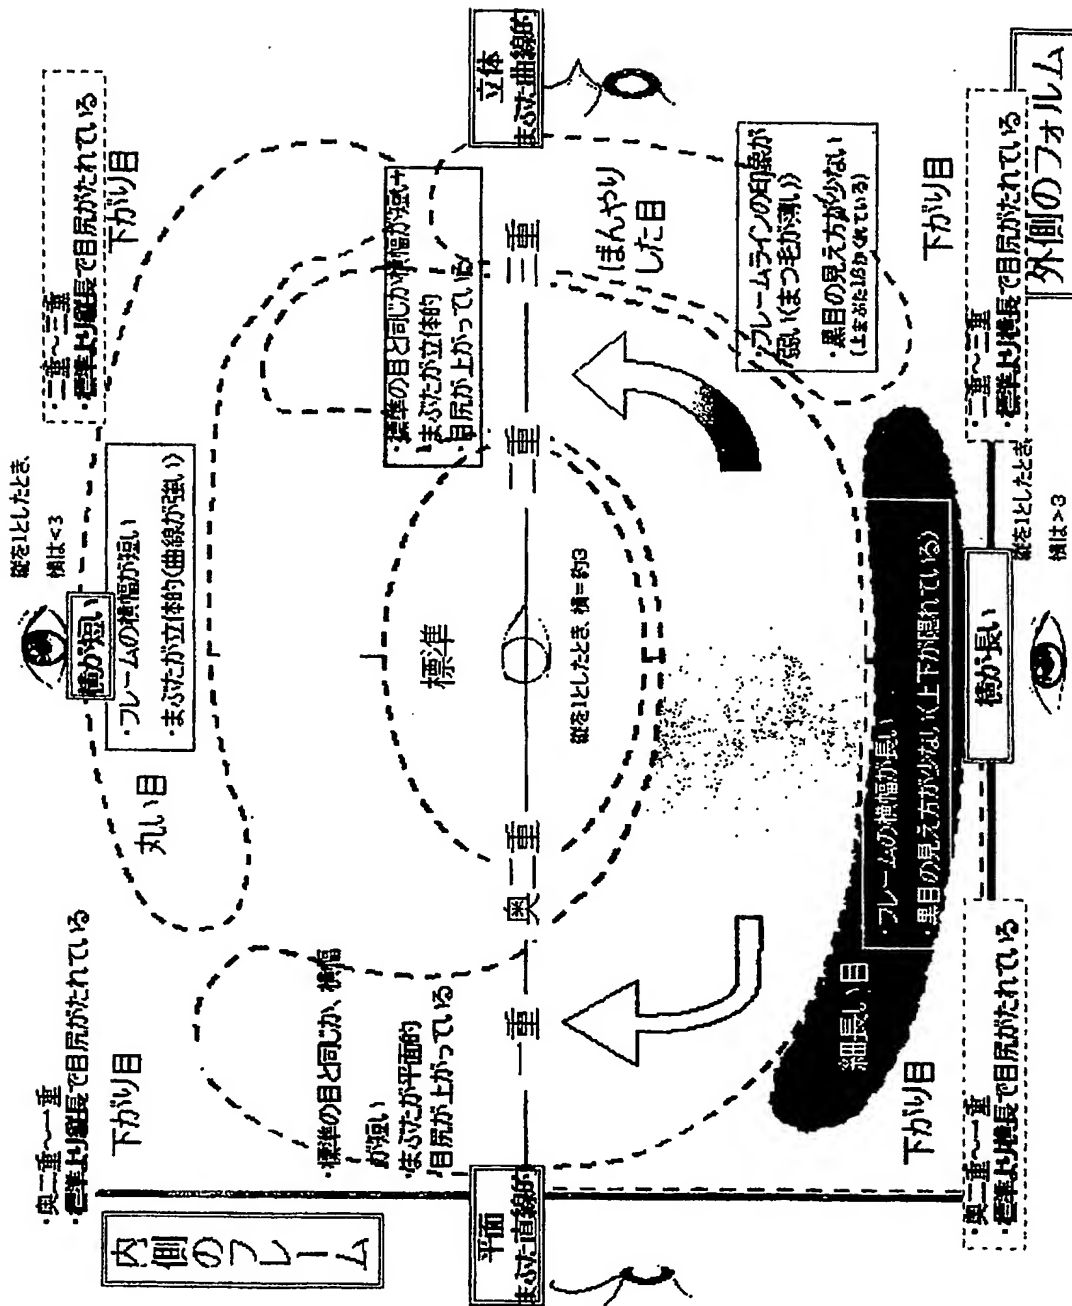 内側のフレーム
・奥二重〜一重
・標準より縦長で目尻がたれている
下がり目
縦を1としたとき、
横は<3
横が短い
・フレームの横幅が短い
・まぶたが立体的(曲線が強い)
丸い目
・二重〜三重
・標準より縦長で目尻がたれている
下がり目
・標準の目と同じか、横幅
が短い
・まぶたが平面的
・目尻が上がっている
標準
縦を1としたとき、横=約3
・標準の目と同じか横幅が短い
・まぶたが立体的
・目尻が上がっている
平面
まぶた直線的
一重
奥二重
二重
三重
立体
まぶた曲線的
ぼんやり
した目
・フレームラインの印象が
弱い(まつ毛が薄い)
・黒目の見え方が少ない
細長い目
・フレームの横幅が長い
・黒目の見え方が少ない(上下が隠れている)
下がり目
・奥二重〜一重
・標準より横長で目尻がたれている
横が長い
縦を1としたとき、
横は>3
下がり目
・二重〜三重
・標準より横長で目尻がたれている
外側のフォルム